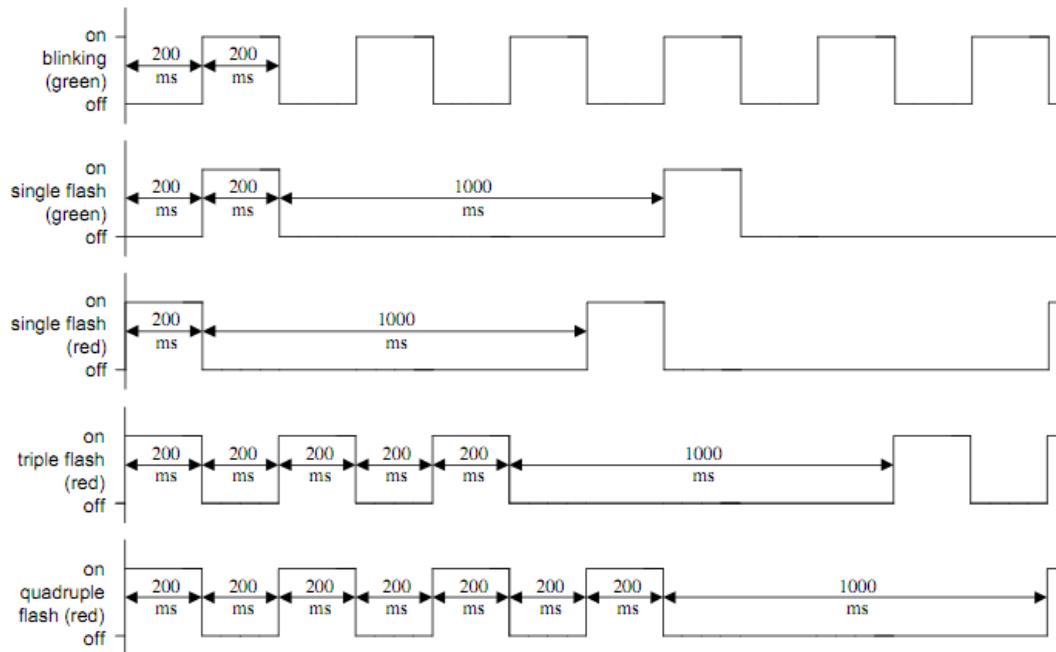 on
blinking
(green)
off
200
ms
200
ms
on
single flash
(green)
off
200
ms
200
ms
1000
ms
on
single flash
(red)
off
200
ms
1000
ms
on
triple flash
(red)
off
200
ms
200
ms
200
ms
200
ms
200
ms
1000
ms
on
quadruple
flash (red)
off
200
ms
200
ms
200
ms
200
ms
200
ms
200
ms
200
ms
1000
ms